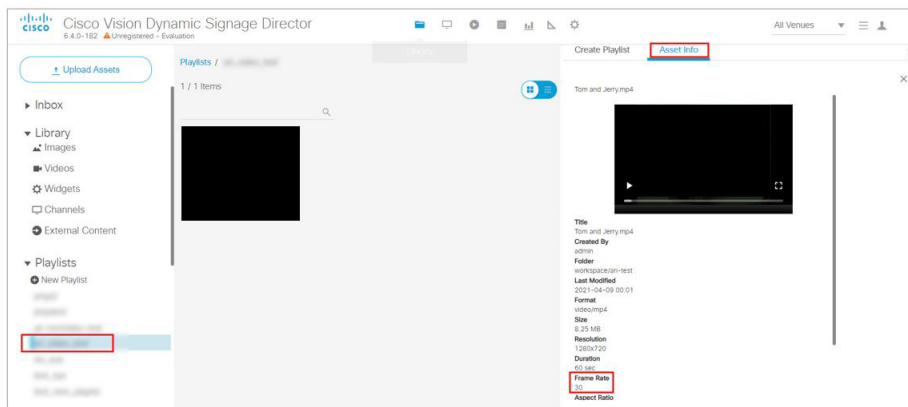 CISCO
Cisco Vision Dynamic Signage Director
6.4.0-182 Unregistered - Evaluation
All Venues
Upload Assets
Inbox
Library
Images
Videos
Widgets
Channels
External Content
Playlists
New Playlist
Playlists /
1 / 1 Items
Create Playlist
Asset Info
Tom and Jerry.mp4
Title
Tom and Jerry.mp4
Created By
admin
Folder
workspace/ari-test
Last Modified
2021-04-09 00:01
Format
video/mp4
Size
8.25 MB
Resolution
1280x720
Duration
60 sec
Frame Rate
30
Aspect Ratio